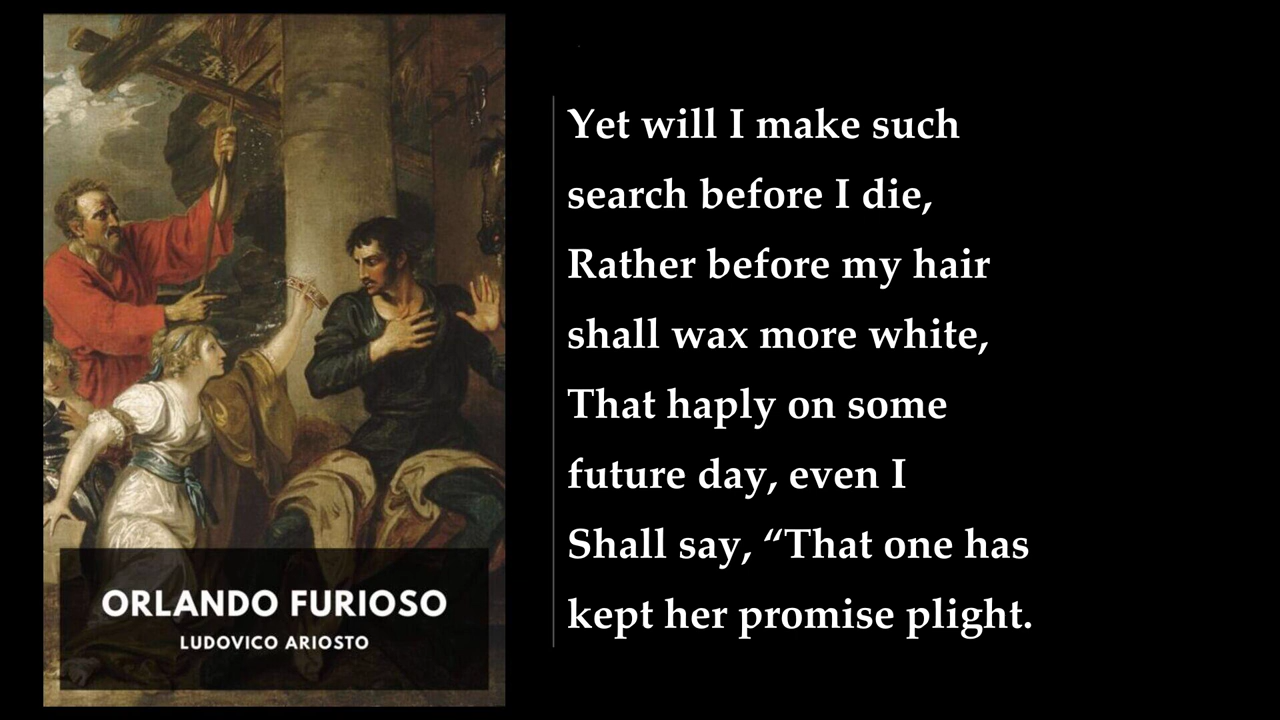 Yet will I make such
search before I die,
Rather before my hair
shall wax more white,
That haply on some
future day, even I
Shall say, “That one has
kept her promise plight.
ORLANDO FURIOSO
LUDOVICO ARIOSTO